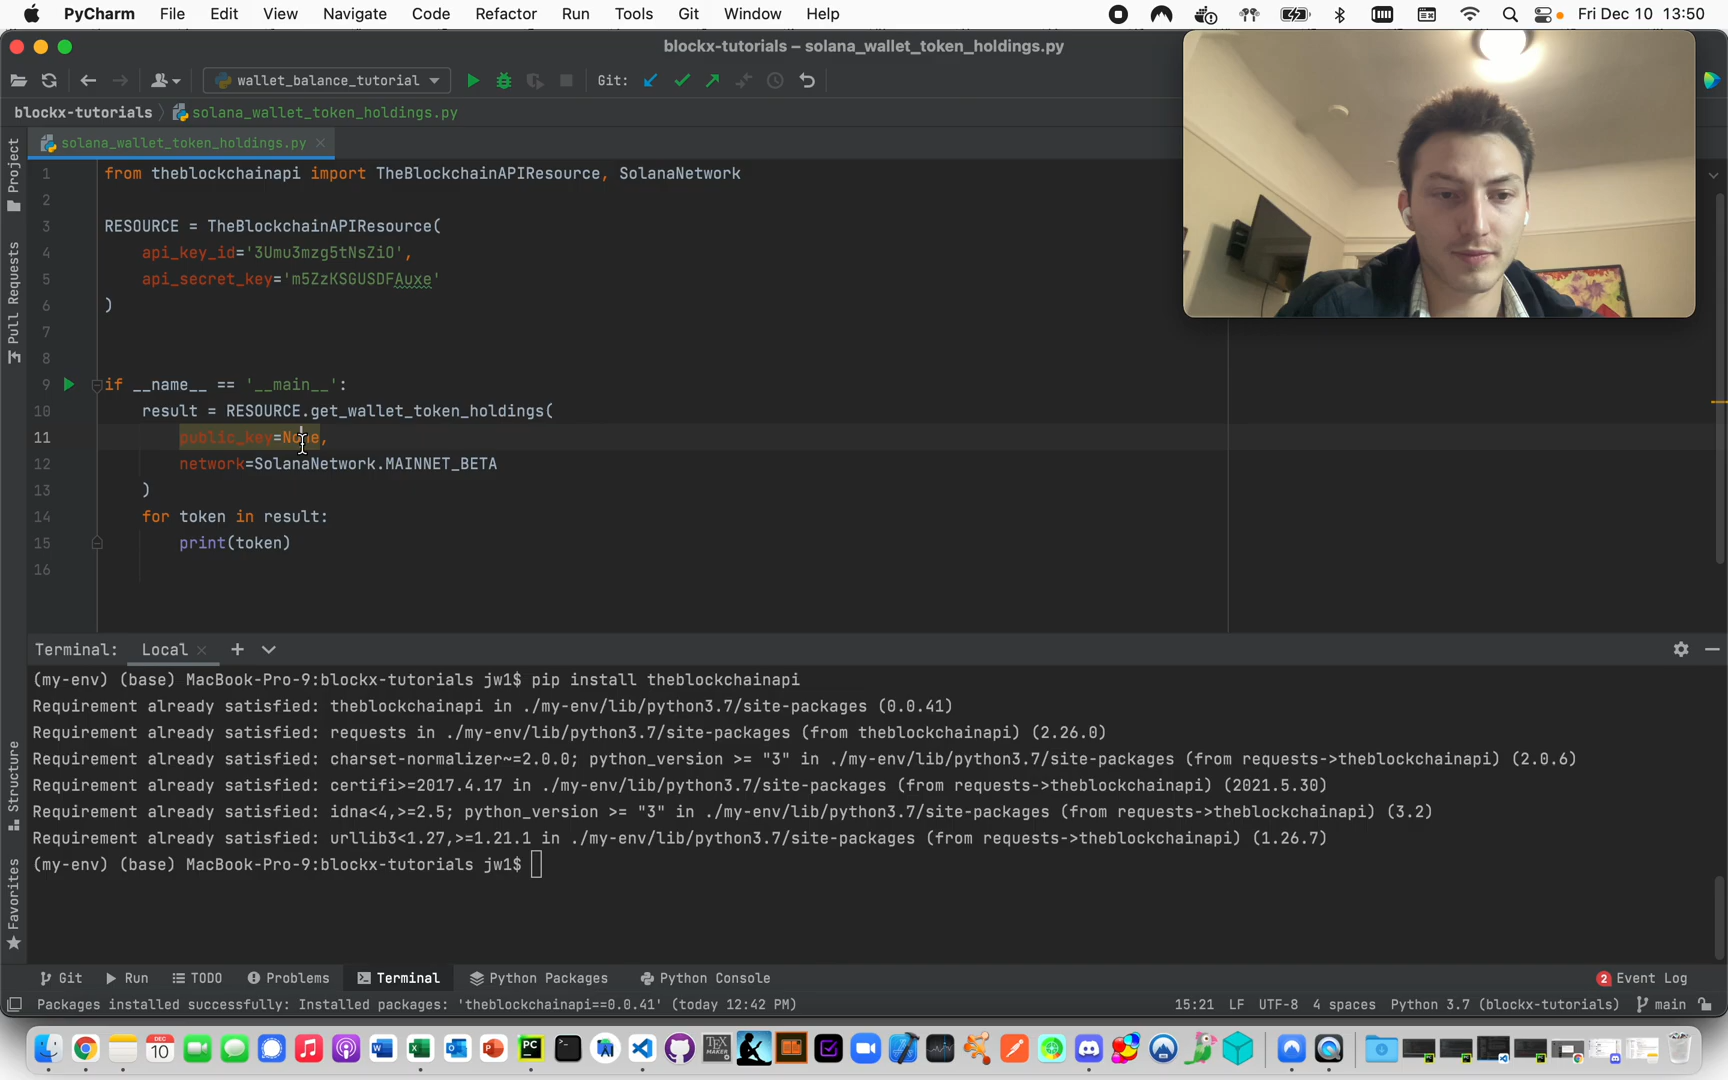 PyCharm File Edit View Navigate Code Refactor Run Tools Git Window Help Fri Dec 10 13:50
blockx-tutorials – solana_wallet_token_holdings.py
wallet_balance_tutorial Git:
blockx-tutorials solana_wallet_token_holdings.py
solana_wallet_token_holdings.py
Project
Pull Requests
Structure
Favorites
1 from theblockchainapi import TheBlockchainAPIResource, SolanaNetwork
2
3 RESOURCE = TheBlockchainAPIResource(
4 api_key_id='3Umu3mzg5tNsZiO',
5 api_secret_key='m5ZzKSGUSDFAuxe'
6 )
7
8
9 if __name__ == '__main__':
10 result = RESOURCE.get_wallet_token_holdings(
11 public_key=None,
12 network=SolanaNetwork.MAINNET_BETA
13 )
14 for token in result:
15 print(token)
16
Terminal: Local
(my-env) (base) MacBook-Pro-9:blockx-tutorials jw1$ pip install theblockchainapi
Requirement already satisfied: theblockchainapi in ./my-env/lib/python3.7/site-packages (0.0.41)
Requirement already satisfied: requests in ./my-env/lib/python3.7/site-packages (from theblockchainapi) (2.26.0)
Requirement already satisfied: charset-normalizer~=2.0.0; python_version >= "3" in ./my-env/lib/python3.7/site-packages (from requests->theblockchainapi) (2.0.6)
Requirement already satisfied: certifi>=2017.4.17 in ./my-env/lib/python3.7/site-packages (from requests->theblockchainapi) (2021.5.30)
Requirement already satisfied: idna<4,>=2.5; python_version >= "3" in ./my-env/lib/python3.7/site-packages (from requests->theblockchainapi) (3.2)
Requirement already satisfied: urllib3<1.27,>=1.21.1 in ./my-env/lib/python3.7/site-packages (from requests->theblockchainapi) (1.26.7)
(my-env) (base) MacBook-Pro-9:blockx-tutorials jw1$
Git Run TODO Problems Terminal Python Packages Python Console 2 Event Log
Packages installed successfully: Installed packages: 'theblockchainapi==0.0.41' (today 12:42 PM) 15:21 LF UTF-8 4 spaces Python 3.7 (blockx-tutorials) main
DEC
10